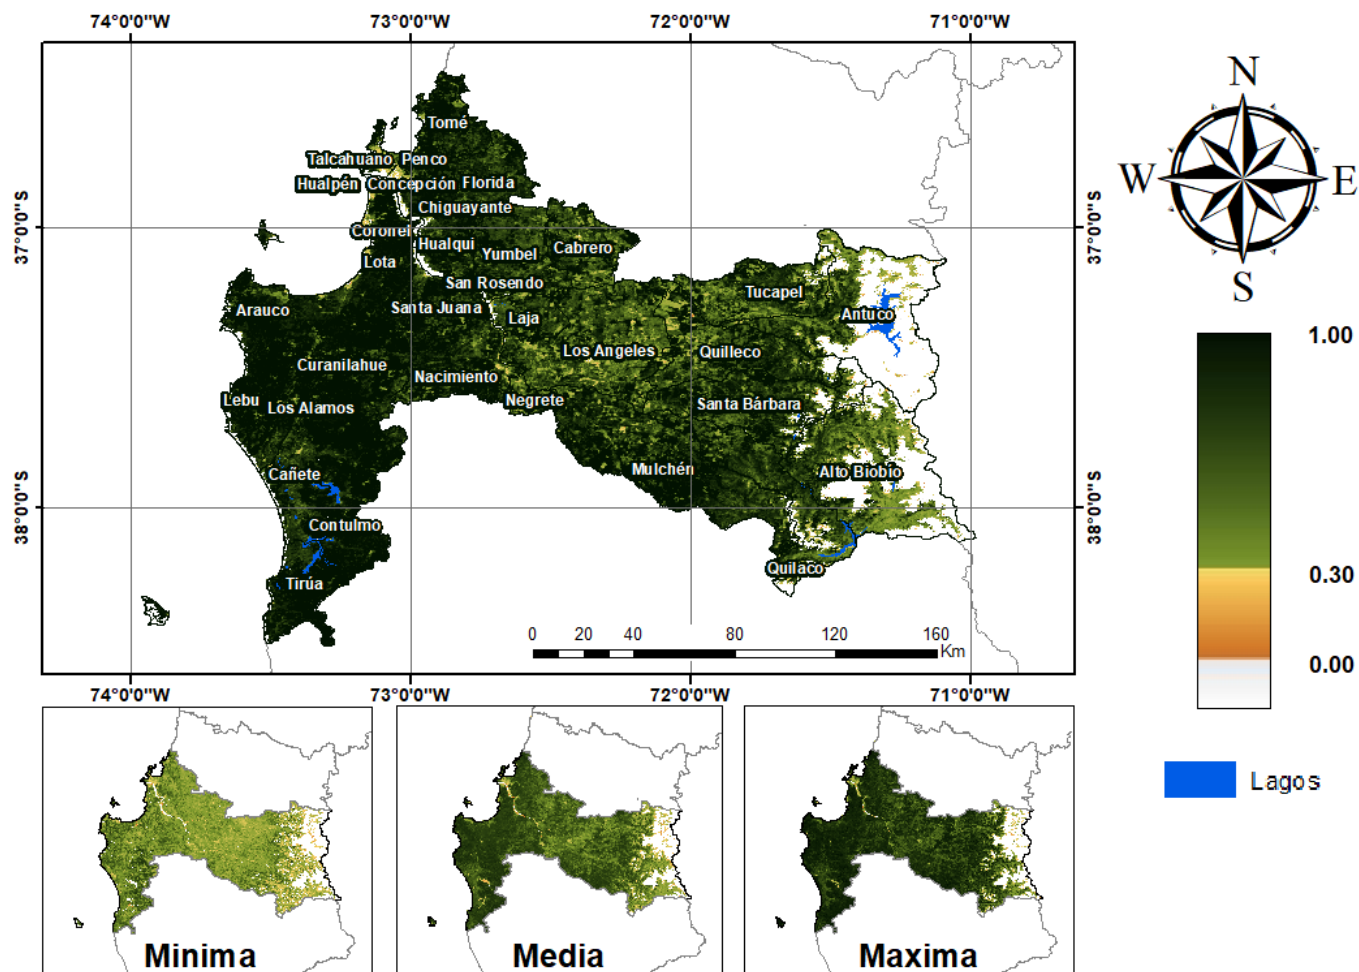 74°0'0"W 73°0'0"W 72°0'0"W 71°0'0"W
N
W E
S
37°0'0"S
37°0'0"S
38°0'0"S
38°0'0"S
Tomé
Talcahuano Penco
Hualpén Concepción Florida
Chiguayante
Coronel
Hualqui
Yumbel Cabrero
Lota
San Rosendo
Tucapel
Arauco
Santa Juana
Laja
Antuco
Los Angeles
Quilleco
Curanilahue
Nacimiento
Lebu
Los Alamos
Negrete
Santa Bárbara
Cañete
Mulchén
Alto Biobío
Contulmo
Tirúa
Quilaco
0 20 40 80 120 160
Km
74°0'0"W 73°0'0"W 72°0'0"W 71°0'0"W
1.00
0.30
0.00
Lagos
Minima
Media
Maxima